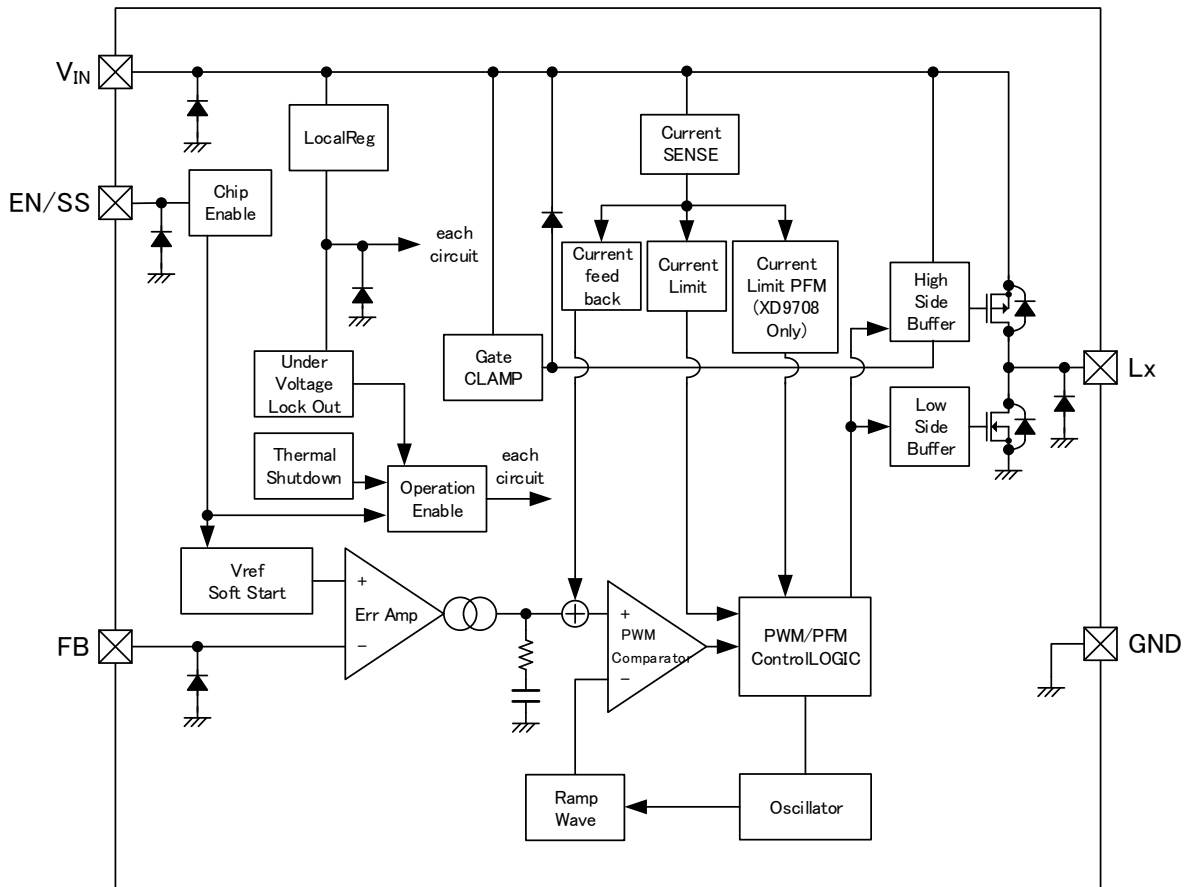 VIN
LocalReg
Current
SENSE
EN/SS
Chip
Enable
each
circuit
Current
feed
back
Current
Limit
Current
Limit PFM
(XD9708
Only)
High
Side
Buffer
Under
Voltage
Lock Out
Gate
CLAMP
Lx
Low
Side
Buffer
Thermal
Shutdown
Operation
Enable
each
circuit
Vref
Soft Start
+
Err Amp
−
+
PWM
Comparator
−
PWM/PFM
ControlLOGIC
FB
GND
Ramp
Wave
Oscillator